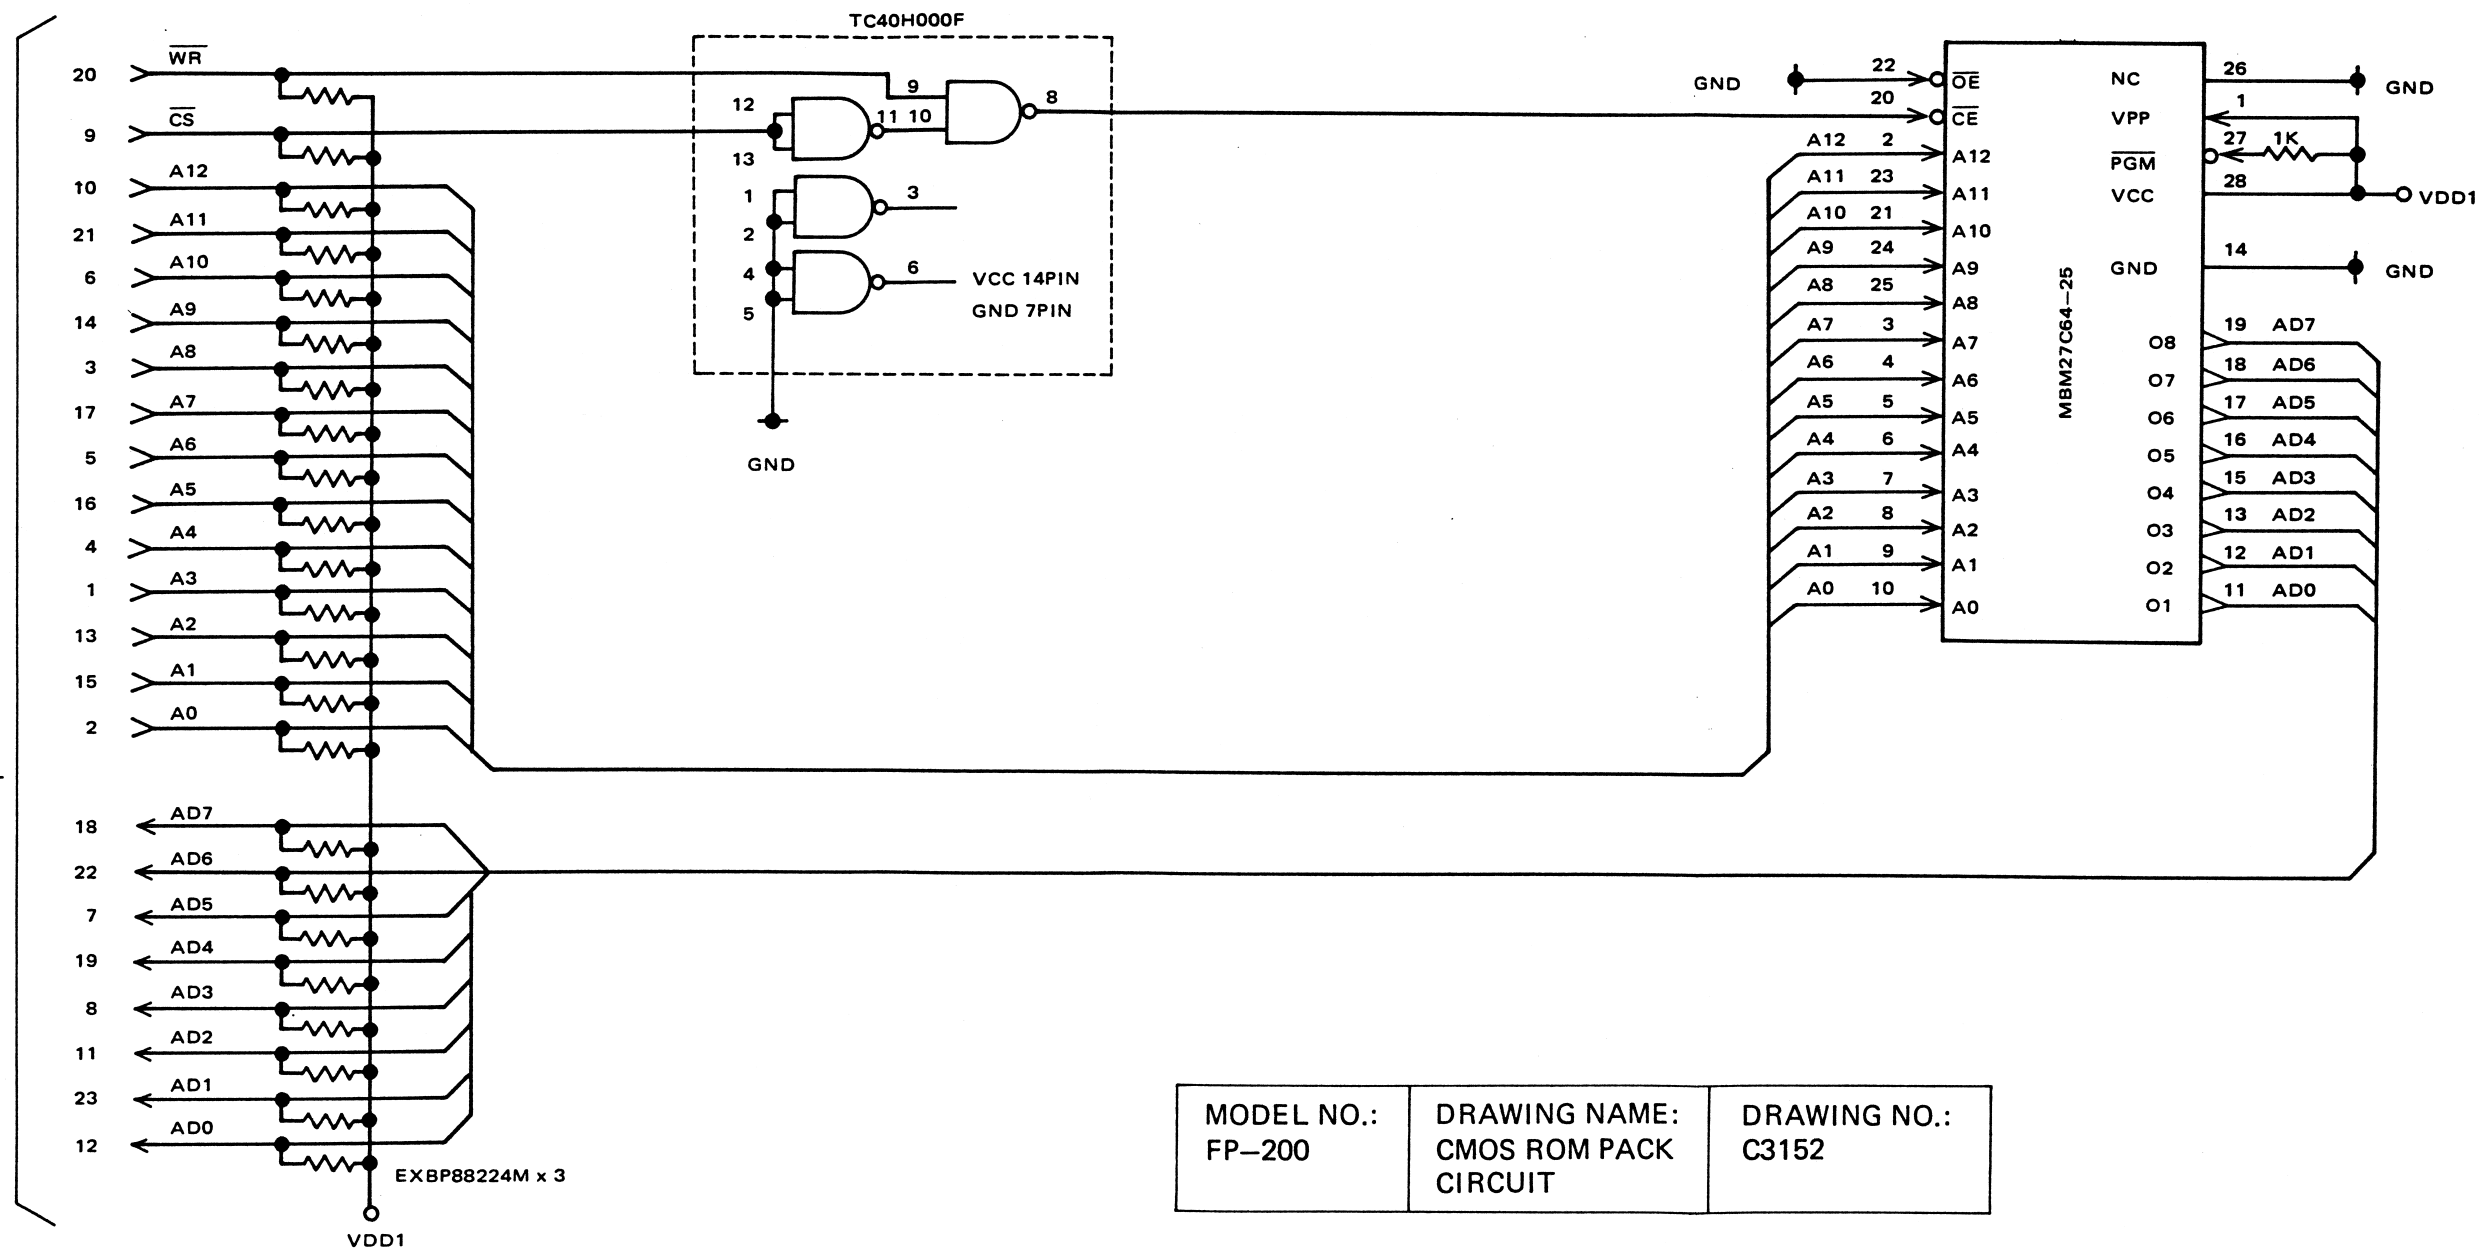 TC40H000F
20 WR
9 CS
10 A12
21 A11
6 A10
14 A9
3 A8
17 A7
5 A6
16 A5
4 A4
1 A3
13 A2
15 A1
2 A0
18 AD7
22 AD6
7 AD5
19 AD4
8 AD3
11 AD2
23 AD1
12 AD0
EXBP88224M x 3
VDD1
12
13
11 10
9
8
1
2
3
4
5
6
VCC 14PIN
GND 7PIN
GND
GND 22 OE
20 CE
A12 2 A12
A11 23 A11
A10 21 A10
A9 24 A9
A8 25 A8
A7 3 A7
A6 4 A6
A5 5 A5
A4 6 A4
A3 7 A3
A2 8 A2
A1 9 A1
A0 10 A0
MBM27C64-25
NC 26 GND
VPP 1
PGM 27 1K
VCC 28 VDD1
GND 14 GND
O8 19 AD7
O7 18 AD6
O6 17 AD5
O5 16 AD4
O4 15 AD3
O3 13 AD2
O2 12 AD1
O1 11 AD0
MODEL NO.:
FP-200
DRAWING NAME:
CMOS ROM PACK
CIRCUIT
DRAWING NO.:
C3152